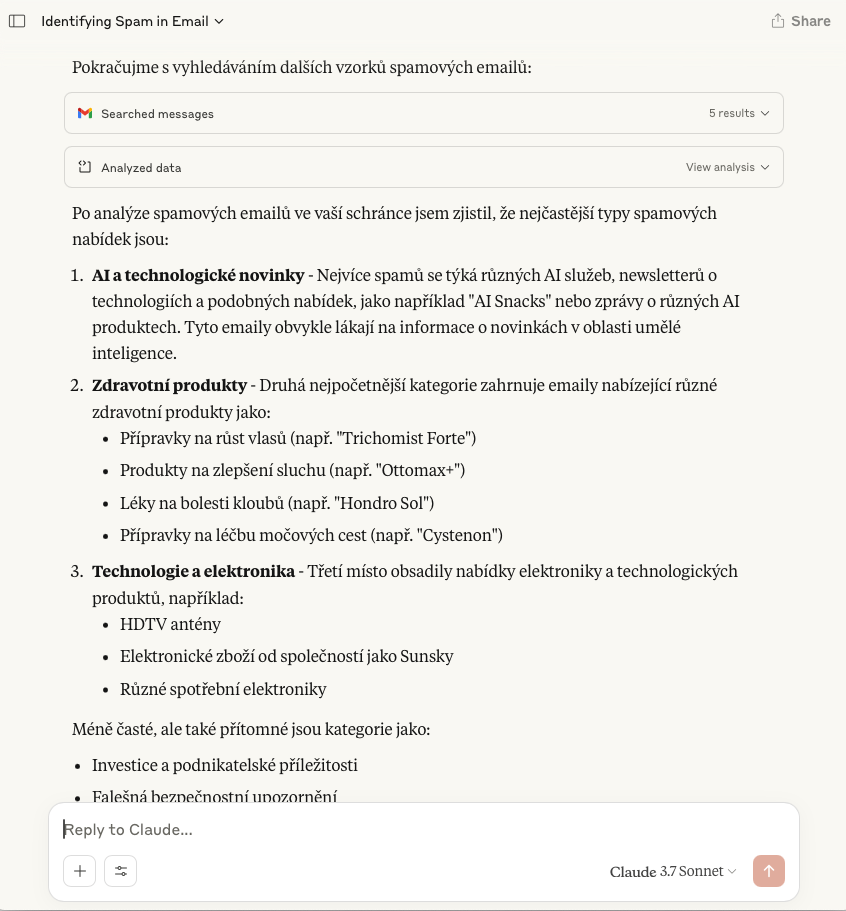 Identifying Spam in Email
Share
Pokračujme s vyhledáváním dalších vzorků spamových emailů:
Searched messages 5 results
Analyzed data View analysis
Po analýze spamových emailů ve vaší schránce jsem zjistil, že nejčastější typy spamových
nabídek jsou:
1. AI a technologické novinky - Nejvíce spamů se týká různých AI služeb, newsletterů o
technologiích a podobných nabídek, jako například "AI Snacks" nebo zprávy o různých AI
produktech. Tyto emaily obvykle lákají na informace o novinkách v oblasti umělé
inteligence.
2. Zdravotní produkty - Druhá nejpočetnější kategorie zahrnuje emaily nabízející různé
zdravotní produkty jako:
• Přípravky na růst vlasů (např. "Trichomist Forte")
• Produkty na zlepšení sluchu (např. "Ottomax+")
• Léky na bolesti kloubů (např. "Hondro Sol")
• Přípravky na léčbu močových cest (např. "Cystenon")
3. Technologie a elektronika - Třetí místo obsadily nabídky elektroniky a technologických
produktů, například:
• HDTV antény
• Elektronické zboží od společností jako Sunsky
• Různé spotřební elektroniky
Méně časté, ale také přítomné jsou kategorie jako:
• Investice a podnikatelské příležitosti
• Falešná bezpečnostní upozornění
Reply to Claude...
Claude 3.7 Sonnet